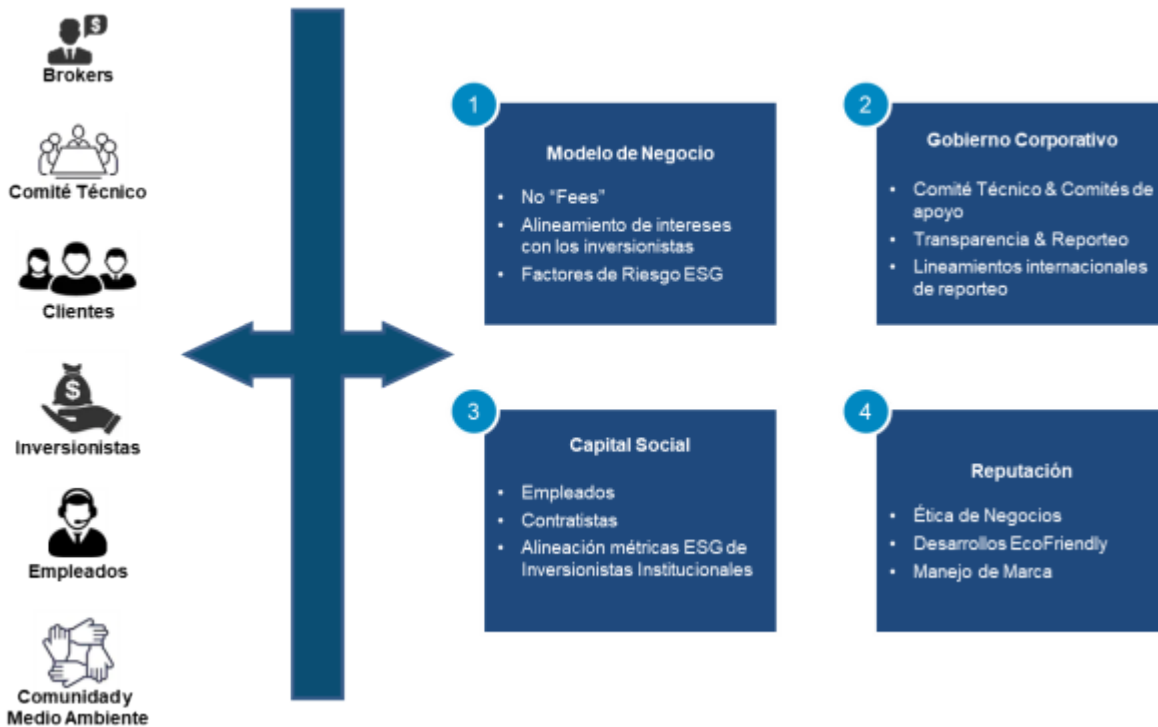 $
Brokers
Comité Técnico
Clientes
$
Inversionistas
Empleados
Comunidad y
Medio Ambiente
1
Modelo de Negocio
• No “Fees”
• Alineamiento de intereses
con los inversionistas
• Factores de Riesgo ESG
2
Gobierno Corporativo
• Comité Técnico & Comités de
apoyo
• Transparencia & Reporteo
• Lineamientos internacionales
de reporteo
3
Capital Social
• Empleados
• Contratistas
• Alineación métricas ESG de
Inversionistas Institucionales
4
Reputación
• Ética de Negocios
• Desarrollos EcoFriendly
• Manejo de Marca